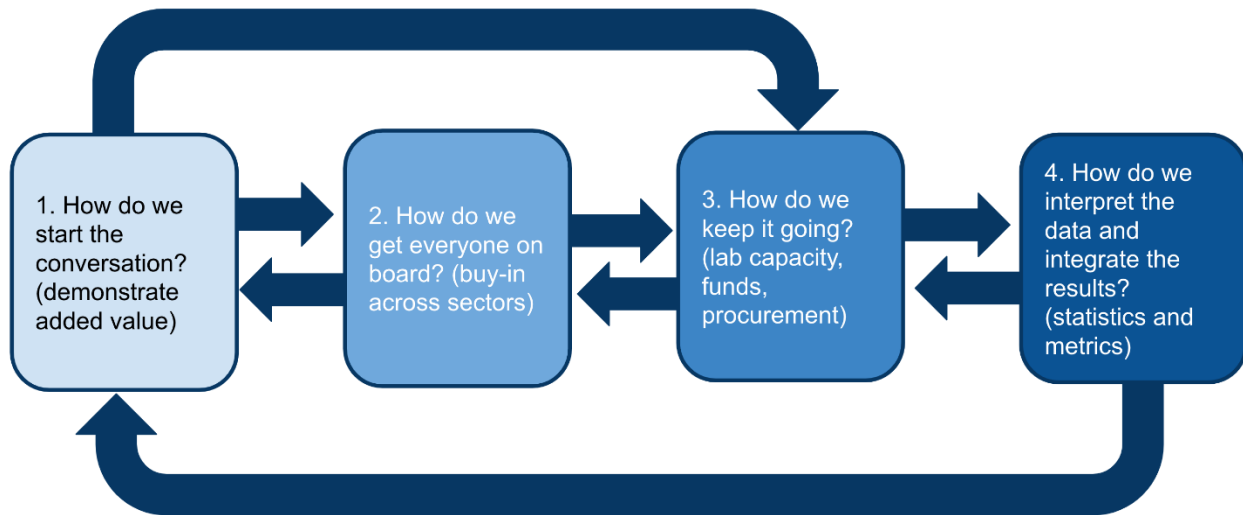 1. How do we
start the
conversation?
(demonstrate
added value)
2. How do we
get everyone on
board? (buy-in
across sectors)
3. How do we
keep it going?
(lab capacity,
funds,
procurement)
4. How do we
interpret the
data and
integrate the
results?
(statistics and
metrics)